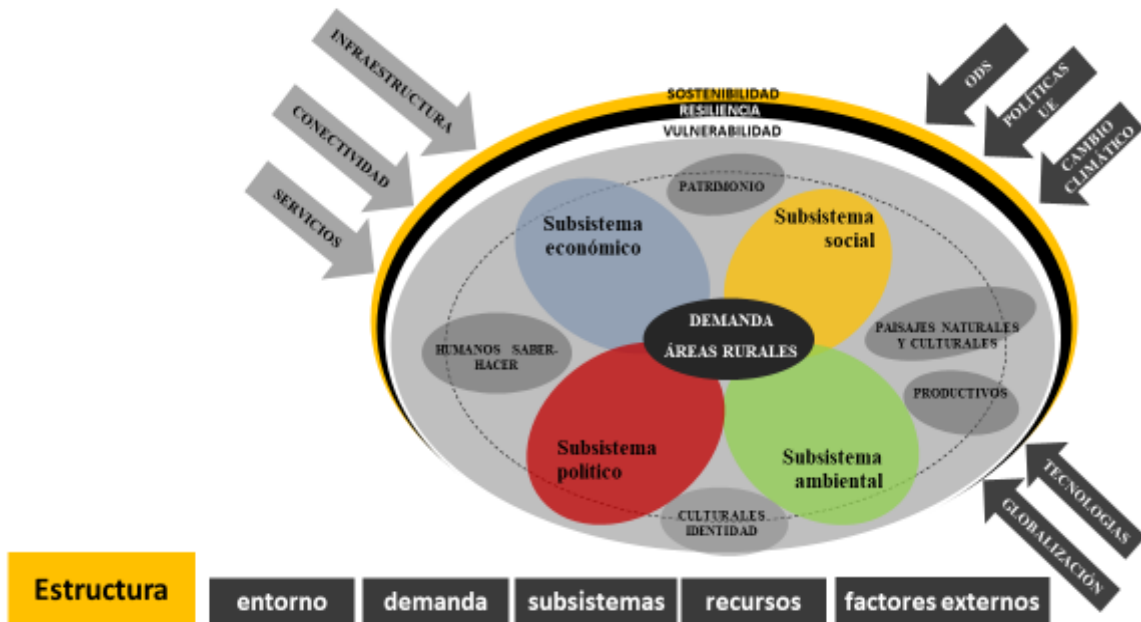 INFRAESTRUCTURA
CONECTIVIDAD
SERVICIOS
ODS
POLÍTICAS
UE
CAMBIO
CLIMÁTICO
SOSTENIBILIDAD
RESILIENCIA
VULNERABILIDAD
PATRIMONIO
Subsistema
económico
Subsistema
social
DEMANDA
ÁREAS RURALES
HUMANOS SABER-
HACER
PAISAJES NATURALES
Y CULTURALES
PRODUCTIVOS
Subsistema
político
Subsistema
ambiental
CULTURALES
IDENTIDAD
TECNOLOGIAS
GLOBALIZACIÓN
Estructura
entorno
demanda
subsistemas
recursos
factores externos